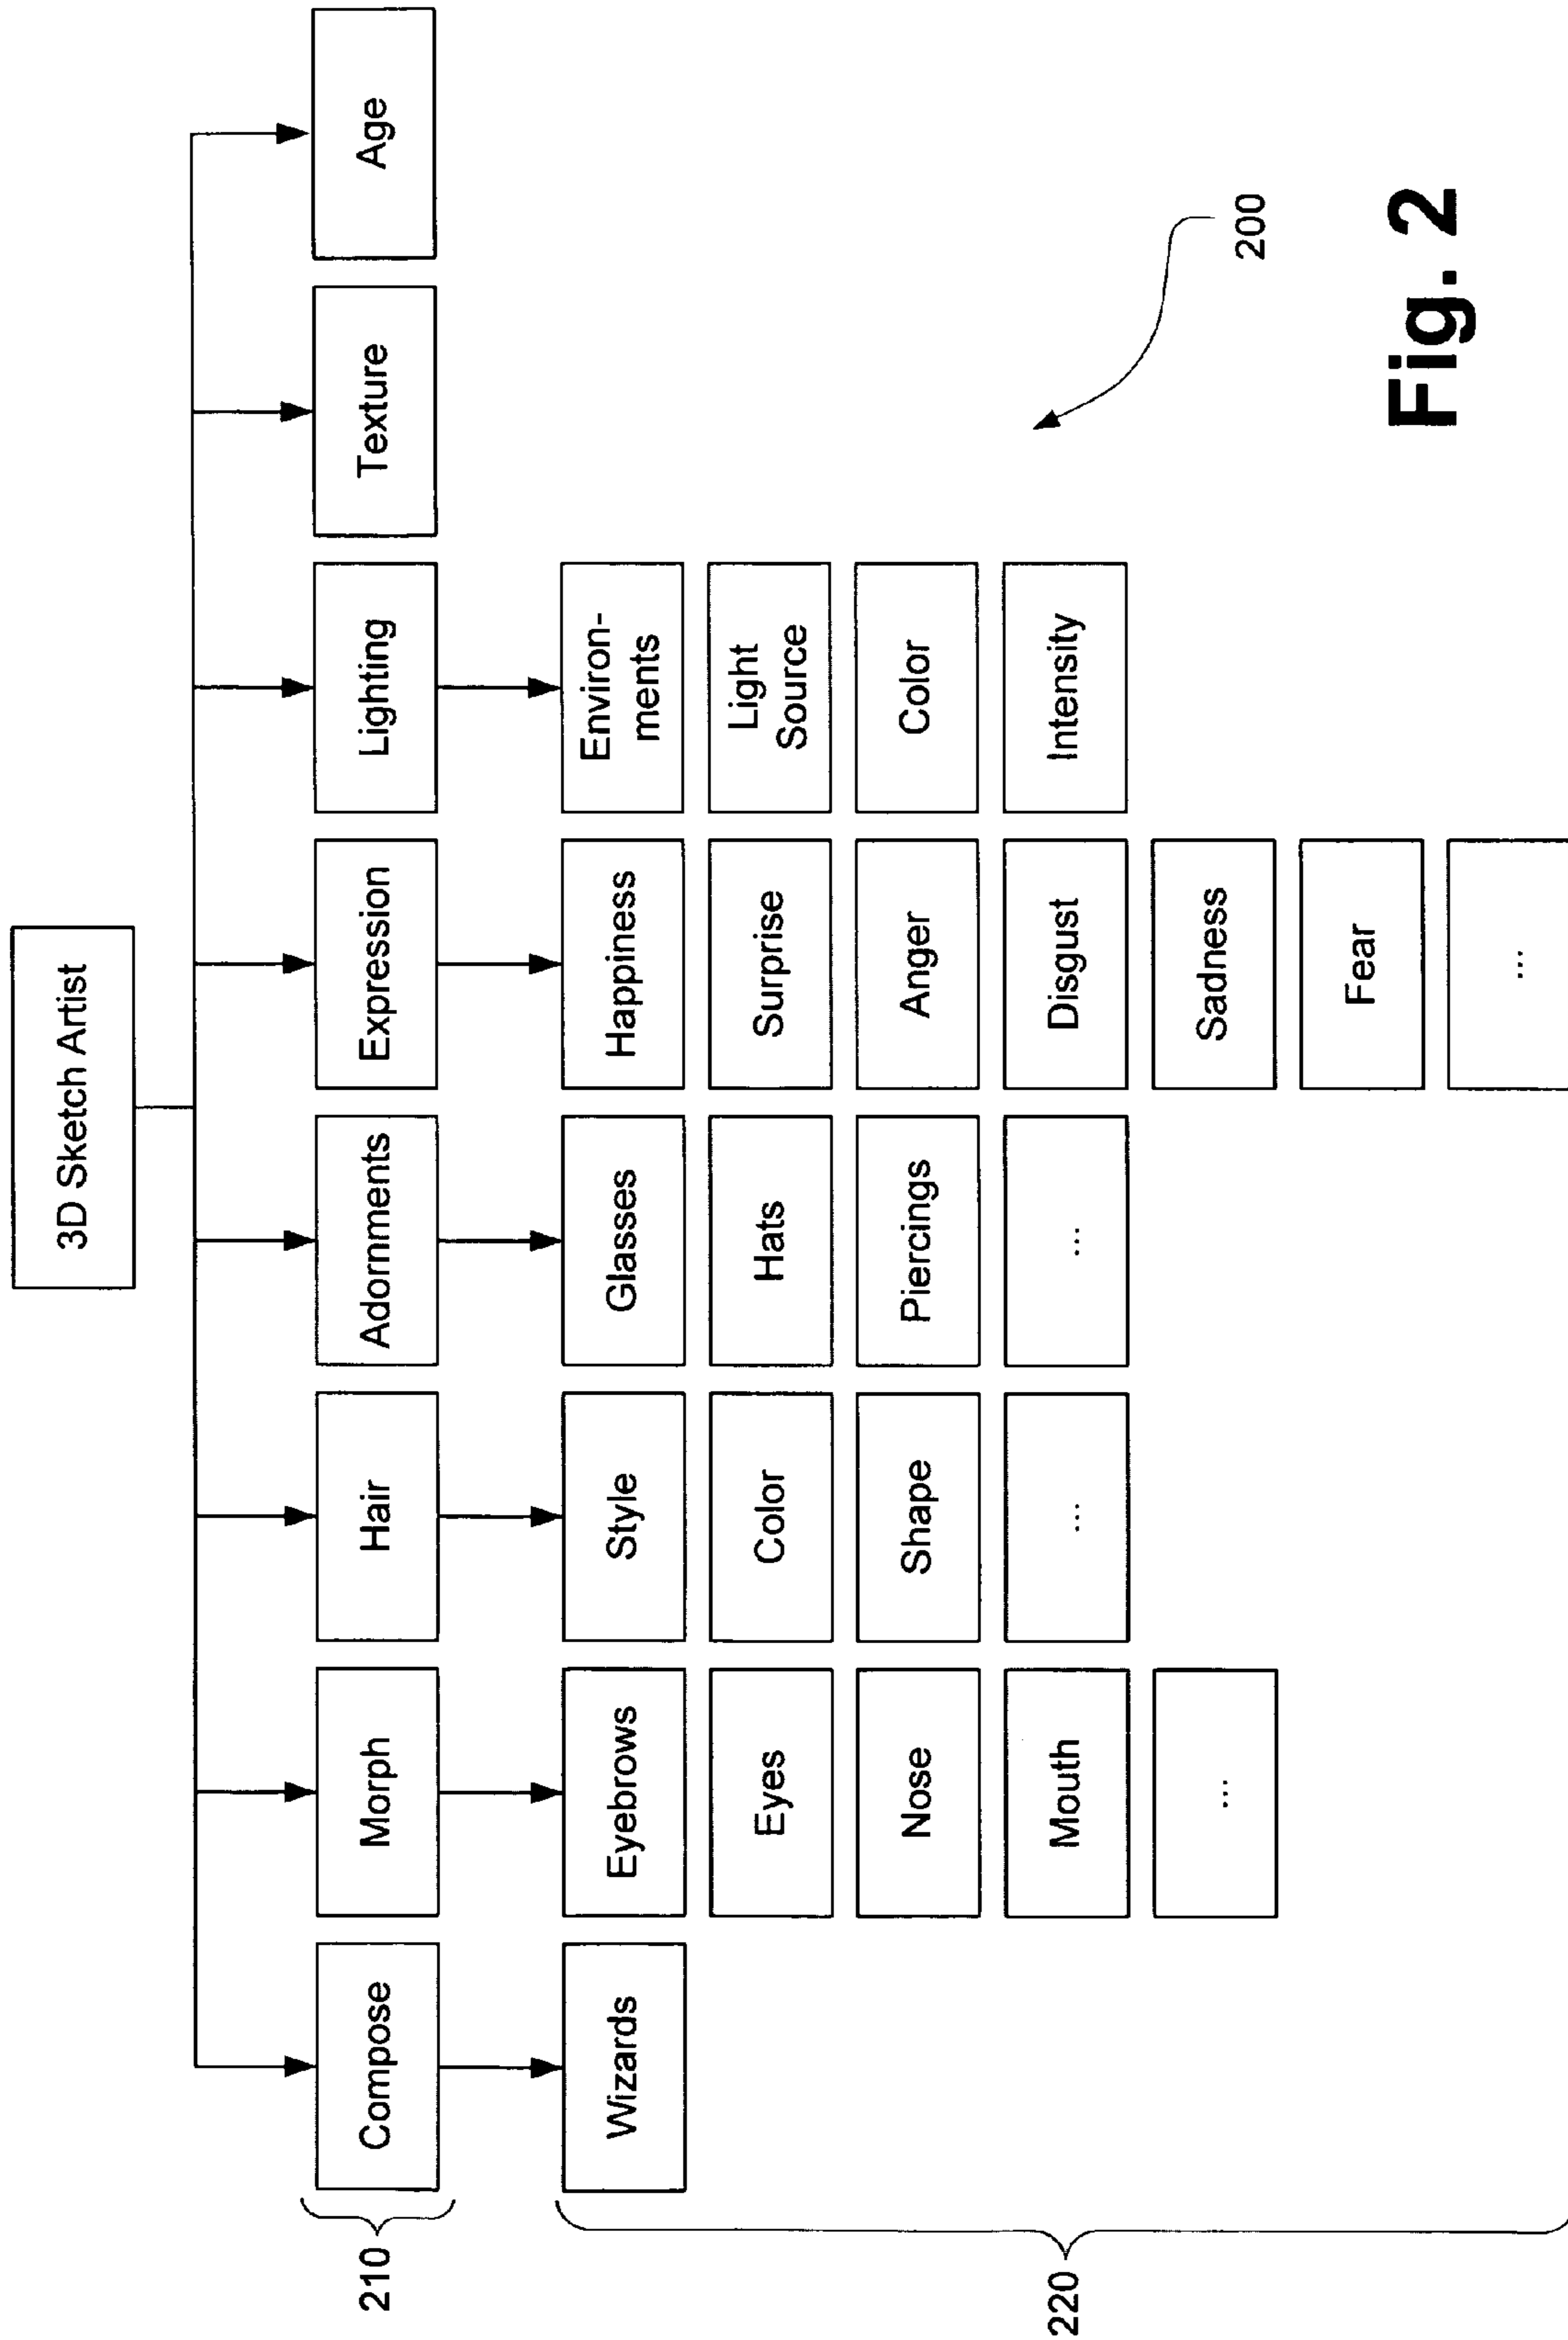 3D Sketch Artist
210
Compose
Morph
Hair
Adornments
Expression
Lighting
Texture
Age
220
Wizards
Eyebrows
Eyes
Nose
Mouth
...
Style
Color
Shape
...
Glasses
Hats
Piercings
...
Happiness
Surprise
Anger
Disgust
Sadness
Fear
...
Environ-
ments
Light
Source
Color
Intensity
200
Fig. 2